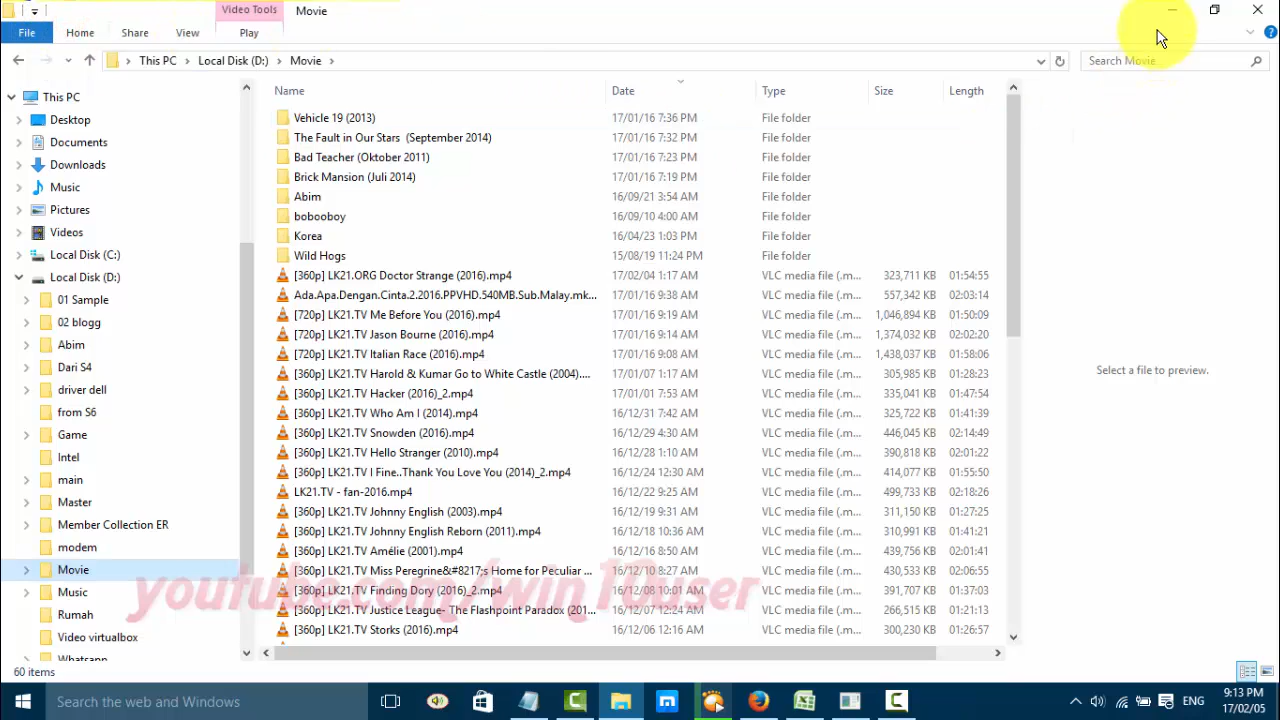 Video Tools Movie
File Home Share View Play
This PC Local Disk (D:) Movie Search Movie
Name Date Type Size Length
This PC
Desktop
Documents
Downloads
Music
Pictures
Videos
Local Disk (C:)
Local Disk (D:)
01 Sample
02 blogg
Abim
Dari S4
driver dell
from S6
Game
Intel
main
Master
Member Collection ER
modem
Movie
Music
Rumah
Video virtualbox
Whatsapp
Vehicle 19 (2013) 17/01/16 7:36 PM File folder
The Fault in Our Stars (September 2014) 17/01/16 7:32 PM File folder
Bad Teacher (Oktober 2011) 17/01/16 7:23 PM File folder
Brick Mansion (Juli 2014) 17/01/16 7:19 PM File folder
Abim 16/09/21 3:54 AM File folder
bobooboy 16/09/10 4:00 AM File folder
Korea 16/04/23 1:03 PM File folder
Wild Hogs 15/08/19 11:24 PM File folder
[360p] LK21.ORG Doctor Strange (2016).mp4 17/02/04 1:17 AM VLC media file (.m... 323,711 KB 01:54:55
Ada.Apa.Dengan.Cinta.2.2016.PPVHD.540MB.Sub.Malay.mk... 17/01/16 9:38 AM VLC media file (.m... 557,342 KB 02:03:14
[720p] LK21.TV Me Before You (2016).mp4 17/01/16 9:19 AM VLC media file (.m... 1,046,894 KB 01:50:09
[720p] LK21.TV Jason Bourne (2016).mp4 17/01/16 9:14 AM VLC media file (.m... 1,374,032 KB 02:02:20
[720p] LK21.TV Italian Race (2016).mp4 17/01/16 9:08 AM VLC media file (.m... 1,438,037 KB 01:58:06
[360p] LK21.TV Harold & Kumar Go to White Castle (2004).... 17/01/07 1:17 AM VLC media file (.m... 305,985 KB 01:28:23
[360p] LK21.TV Hacker (2016)_2.mp4 17/01/01 7:53 AM VLC media file (.m... 335,041 KB 01:47:54
[360p] LK21.TV Who Am I (2014).mp4 16/12/31 7:42 AM VLC media file (.m... 325,722 KB 01:41:39
[360p] LK21.TV Snowden (2016).mp4 16/12/29 4:30 AM VLC media file (.m... 446,045 KB 02:14:49
[360p] LK21.TV Hello Stranger (2010).mp4 16/12/28 1:10 AM VLC media file (.m... 390,818 KB 02:01:22
[360p] LK21.TV I Fine..Thank You Love You (2014)_2.mp4 16/12/24 12:30 AM VLC media file (.m... 414,077 KB 01:55:50
LK21.TV - fan-2016.mp4 16/12/22 9:25 AM VLC media file (.m... 499,733 KB 02:18:26
[360p] LK21.TV Johnny English (2003).mp4 16/12/19 9:31 AM VLC media file (.m... 311,150 KB 01:27:25
[360p] LK21.TV Johnny English Reborn (2011).mp4 16/12/18 10:36 AM VLC media file (.m... 310,991 KB 01:41:21
[360p] LK21.TV Amélie (2001).mp4 16/12/16 8:50 AM VLC media file (.m... 439,756 KB 02:01:41
[360p] LK21.TV Miss Peregrine&#8217;s Home for Peculiar ... 16/12/10 8:27 AM VLC media file (.m... 430,533 KB 02:06:55
[360p] LK21.TV Finding Dory (2016)_2.mp4 16/12/08 10:01 AM VLC media file (.m... 391,707 KB 01:37:03
[360p] LK21.TV Justice League- The Flashpoint Paradox (201... 16/12/07 12:24 AM VLC media file (.m... 266,515 KB 01:21:13
[360p] LK21.TV Storks (2016).mp4 16/12/06 12:16 AM VLC media file (.m... 300,230 KB 01:26:57
Select a file to preview.
youtube.com/win10user
60 items
Search the web and Windows
ENG
9:13 PM
17/02/05